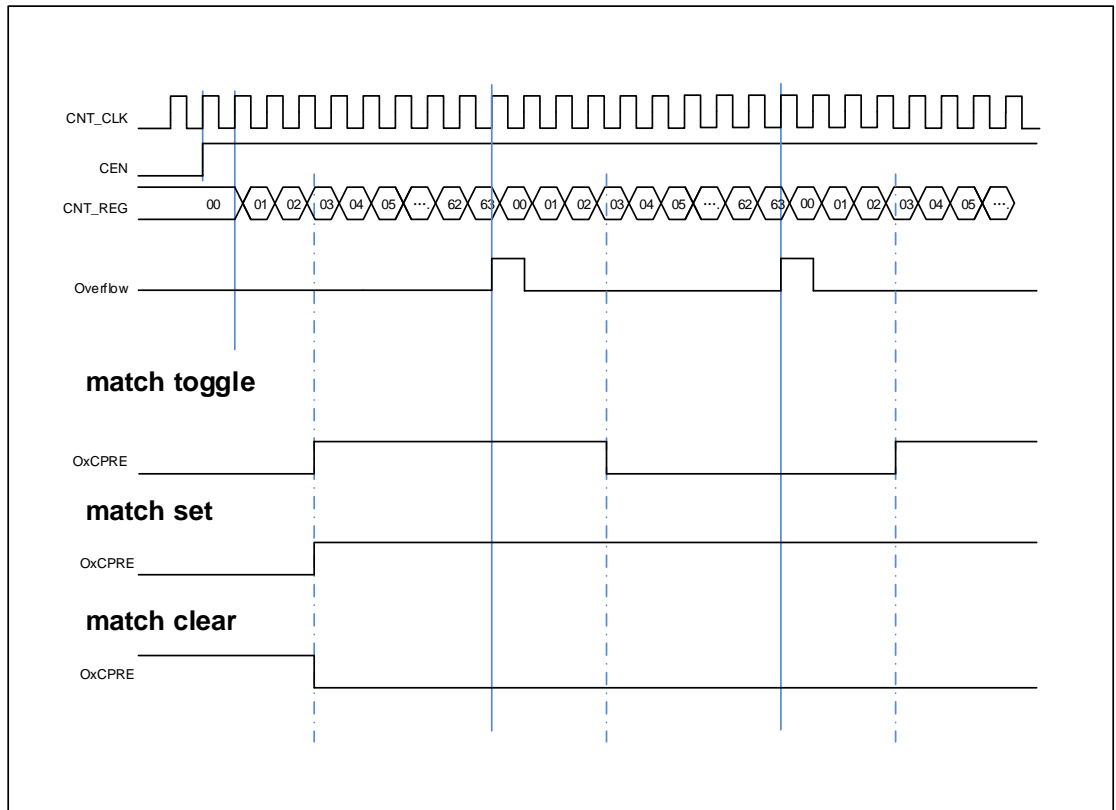 CNT_CLK
CEN
CNT_REG 00 01 02 03 04 05 ···. 62 63 00 01 02 03 04 05 ···. 62 63 00 01 02 03 04 05 ···.
Overflow
match toggle
OxCPRE
match set
OxCPRE
match clear
OxCPRE